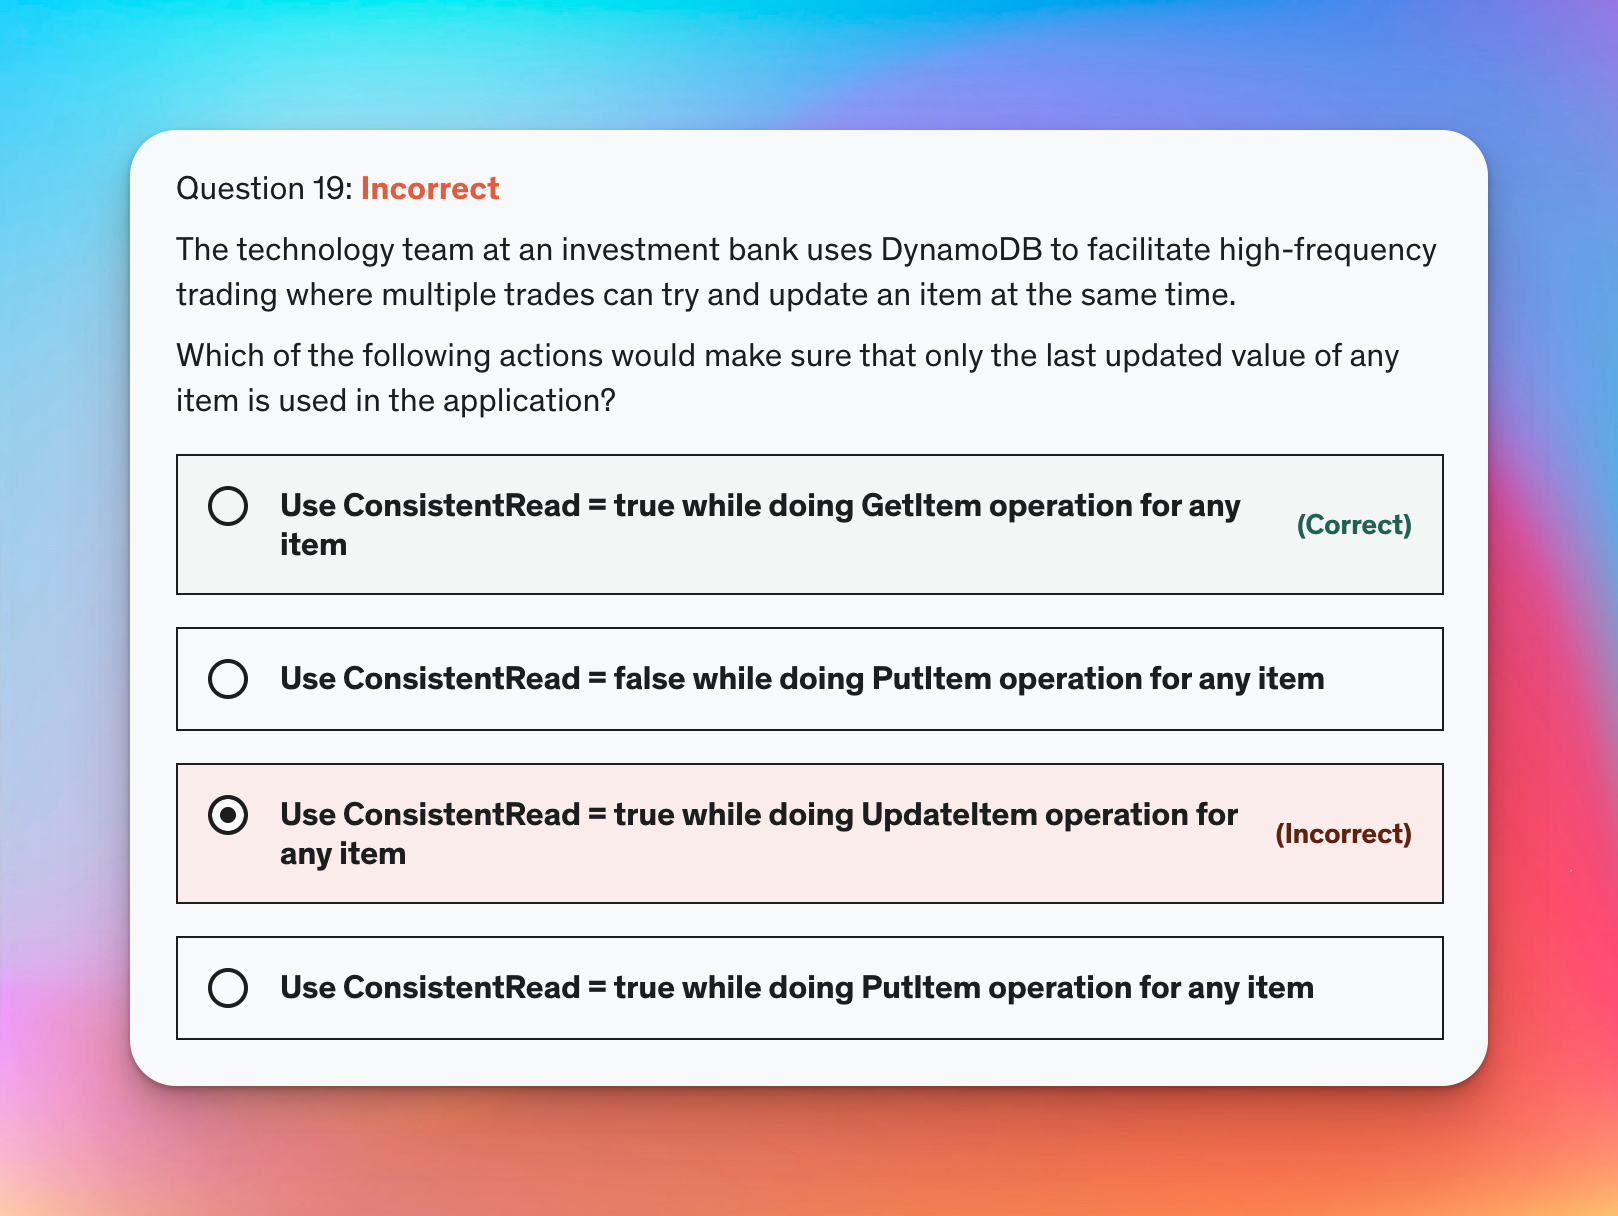 Question 19: Incorrect
The technology team at an investment bank uses DynamoDB to facilitate high-frequency
trading where multiple trades can try and update an item at the same time.
Which of the following actions would make sure that only the last updated value of any
item is used in the application?
Use ConsistentRead = true while doing GetItem operation for any
item
(Correct)
Use ConsistentRead = false while doing PutItem operation for any item
Use ConsistentRead = true while doing UpdateItem operation for
any item
(Incorrect)
Use ConsistentRead = true while doing PutItem operation for any item